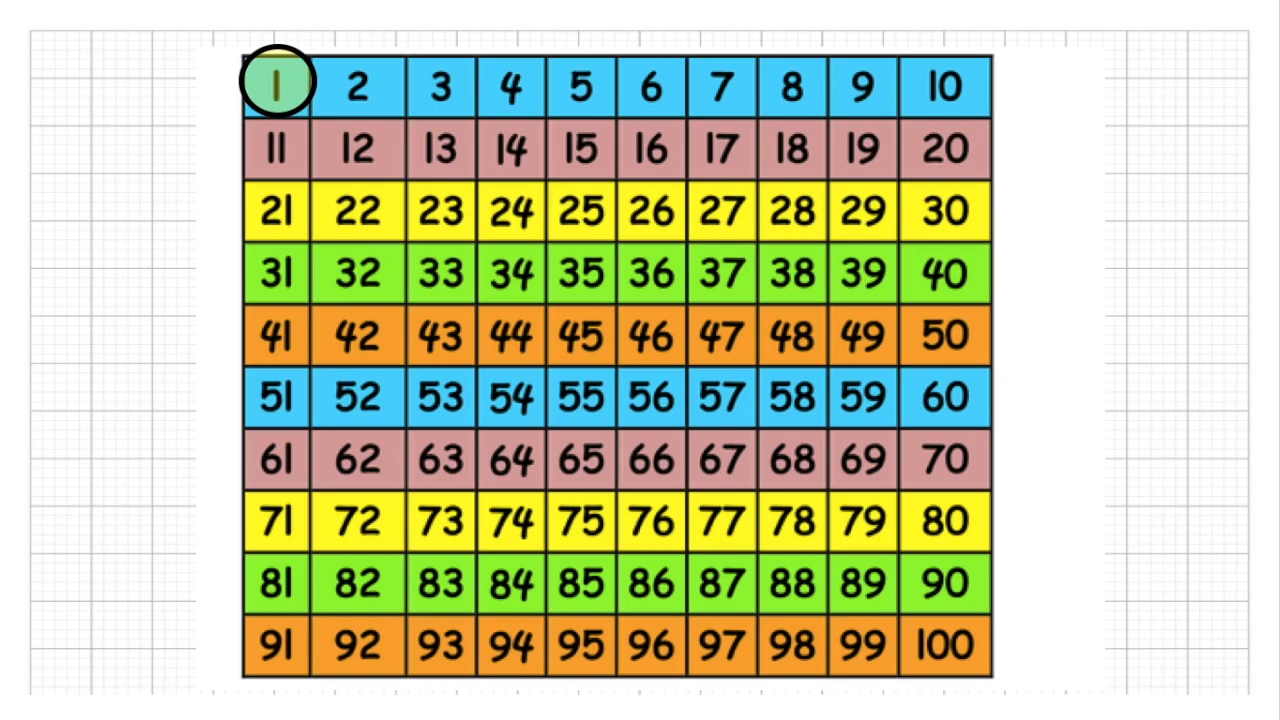 1 2 3 4 5 6 7 8 9 10
11 12 13 14 15 16 17 18 19 20
21 22 23 24 25 26 27 28 29 30
31 32 33 34 35 36 37 38 39 40
41 42 43 44 45 46 47 48 49 50
51 52 53 54 55 56 57 58 59 60
61 62 63 64 65 66 67 68 69 70
71 72 73 74 75 76 77 78 79 80
81 82 83 84 85 86 87 88 89 90
91 92 93 94 95 96 97 98 99 100